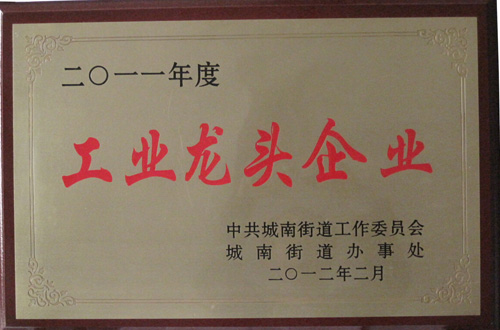 二〇一一年度
工业龙头企业
中共城南街道工作委员会
城南街道办事处
二〇一二年二月